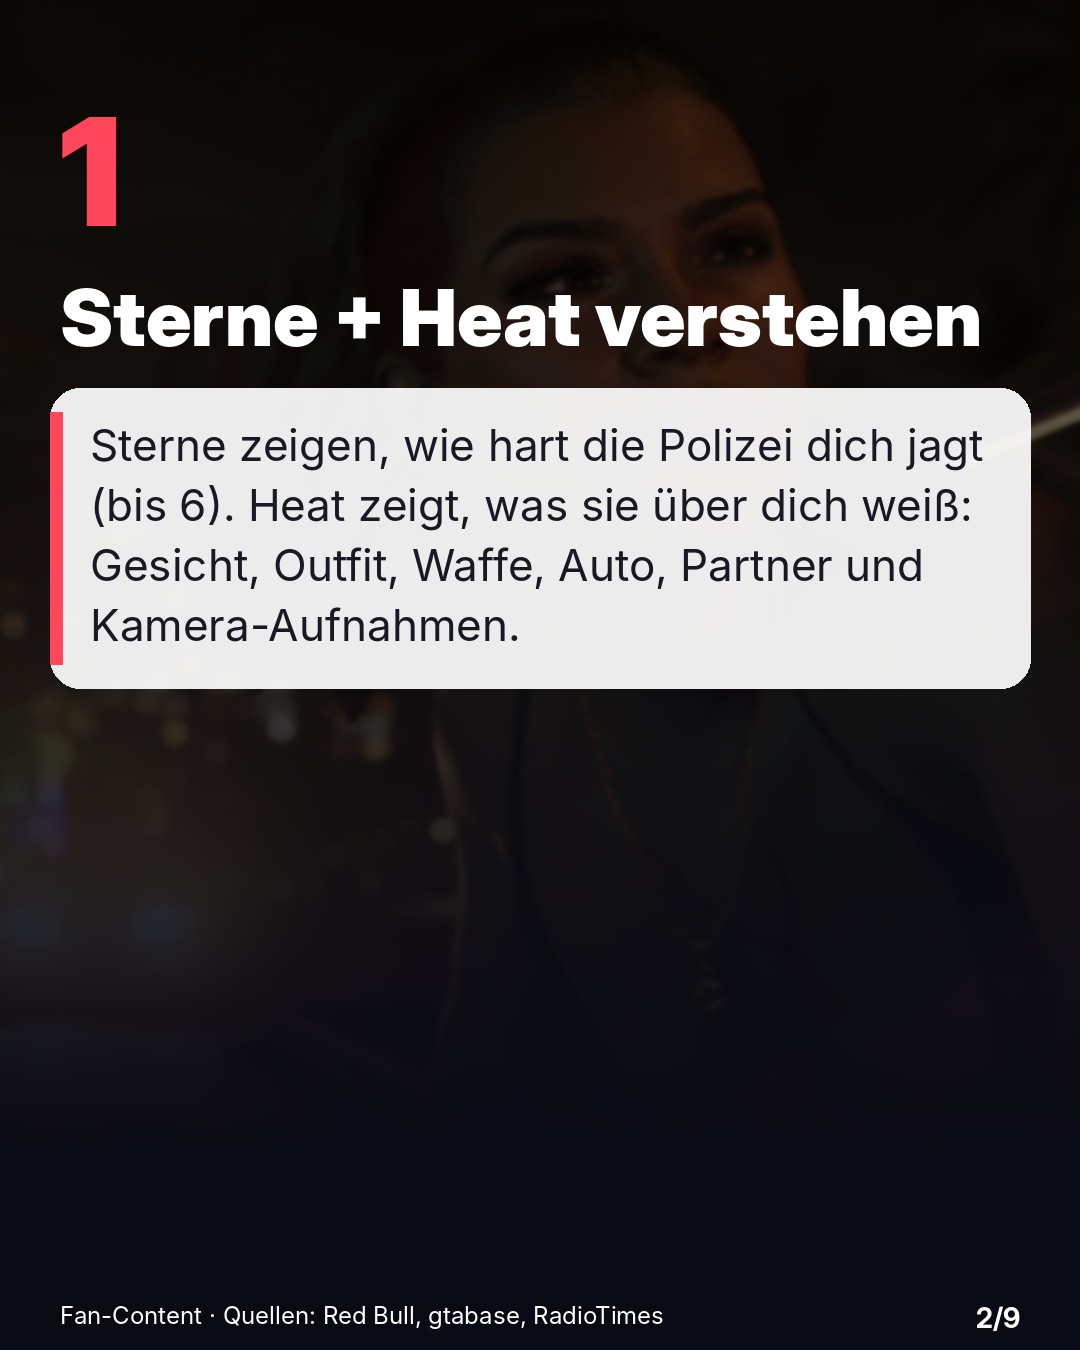 1
Sterne + Heat verstehen
Sterne zeigen, wie hart die Polizei dich jagt
(bis 6). Heat zeigt, was sie über dich weiß:
Gesicht, Outfit, Waffe, Auto, Partner und
Kamera-Aufnahmen.
Fan-Content · Quellen: Red Bull, gtabase, RadioTimes
2/9